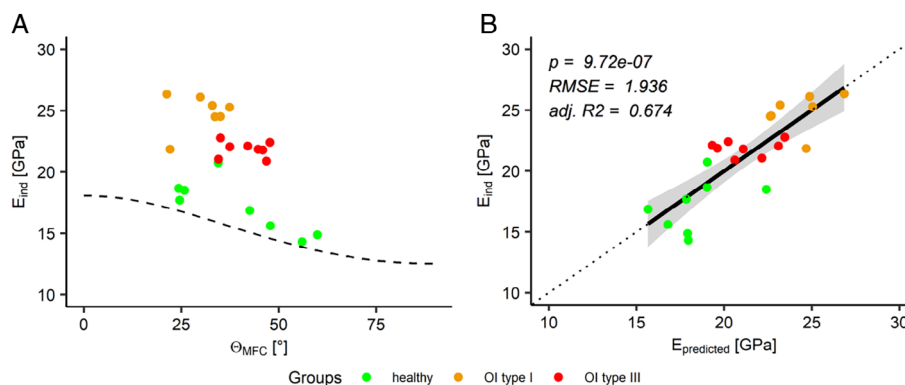 A
30
25
20
15
10
E_ind [GPa]
0
25
50
75
Θ_MFC [°]
B
p = 9.72e-07
RMSE = 1.936
adj. R2 = 0.674
30
25
20
15
10
E_ind [GPa]
10
15
20
25
30
E_predicted [GPa]
Groups healthy OI type I OI type III